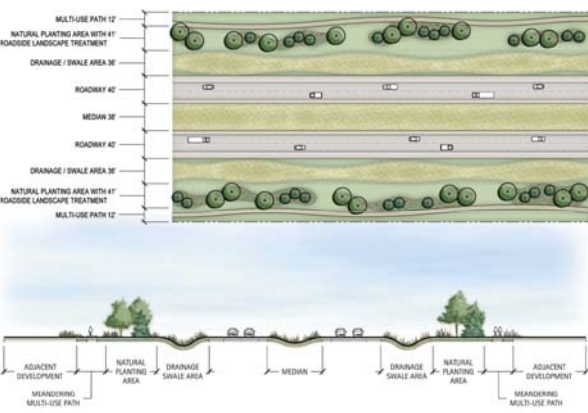 MULTI-USE PATH 12'
NATURAL PLANTING AREA WITH 41'
ROADSIDE LANDSCAPE TREATMENT
DRAINAGE / SWALE AREA 36'
ROADWAY 40'
MEDIAN 38'
ROADWAY 40'
DRAINAGE / SWALE AREA 36'
NATURAL PLANTING AREA WITH 41'
ROADSIDE LANDSCAPE TREATMENT
MULTI-USE PATH 12'
ADJACENT
DEVELOPMENT
MEANDERING
MULTI-USE PATH
NATURAL
PLANTING
AREA
DRAINAGE
SWALE AREA
MEDIAN
DRAINAGE
SWALE AREA
NATURAL
PLANTING
AREA
MEANDERING
MULTI-USE PATH
ADJACENT
DEVELOPMENT